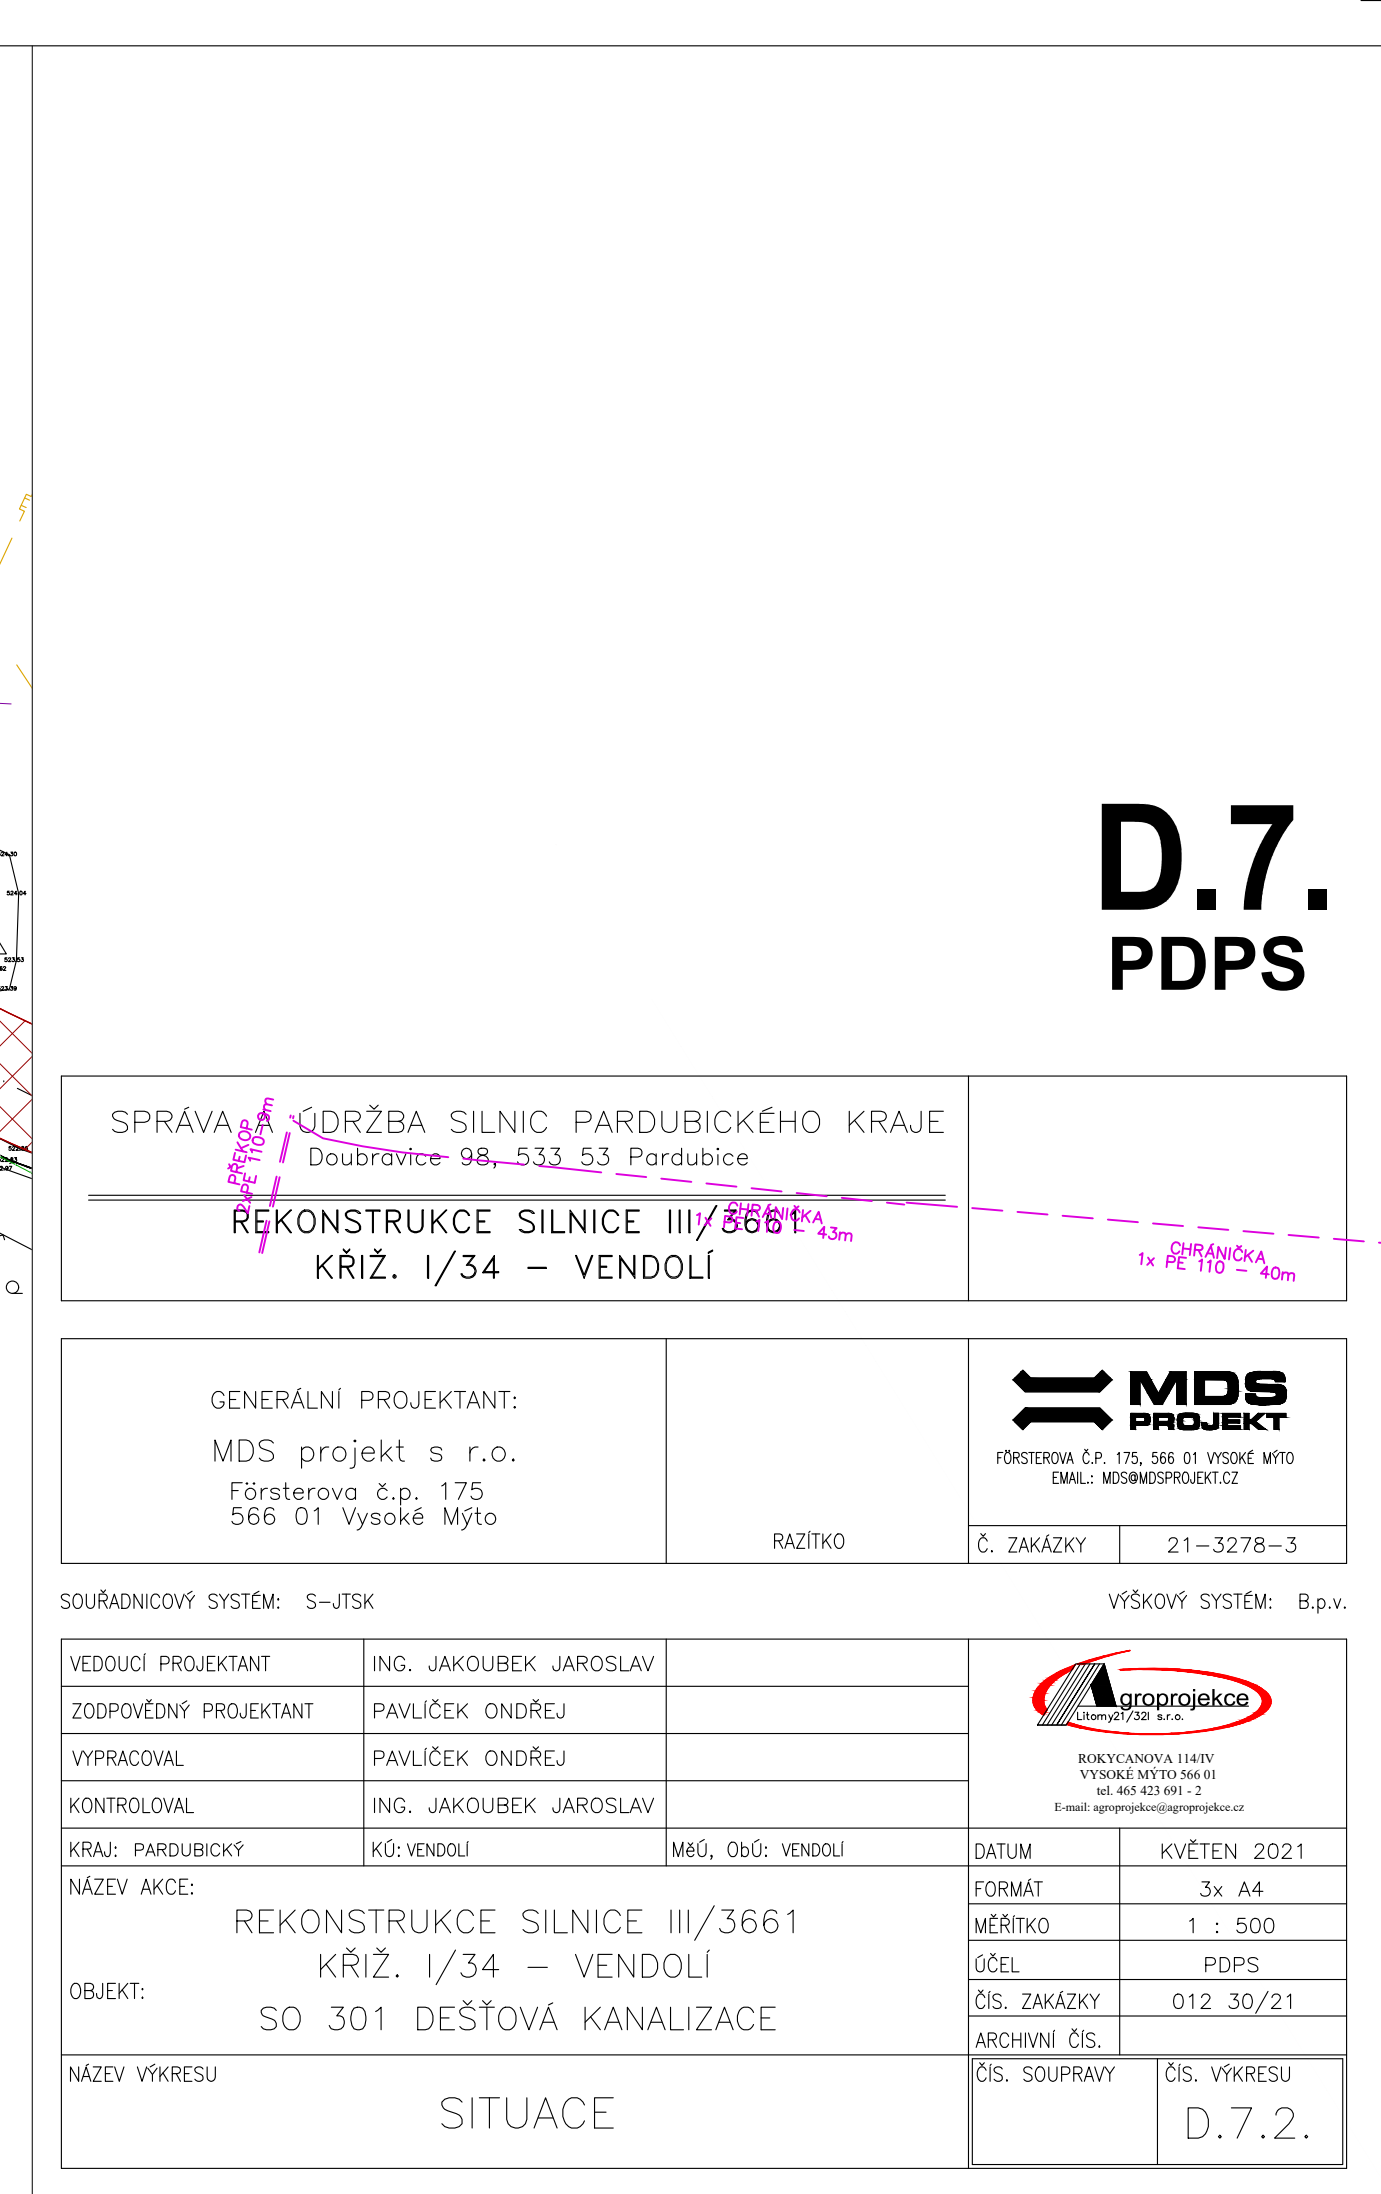 D.7.
PDPS
524.04
SPRÁVA A ÚDRŽBA SILNIC PARDUBICKÉHO KRAJE
Doubravice 98, 533 53 Pardubice
PŘEKOP
2xPE 110-9m
REKONSTRUKCE SILNICE III/3661
KŘIŽ. I/34 – VENDOLÍ
CHRÁNIČKA
1x PE 110 – 43m
CHRÁNIČKA
1x PE 110 – 40m
GENERÁLNÍ PROJEKTANT:
MDS projekt s r.o.
Försterova č.p. 175
566 01 Vysoké Mýto
RAZÍTKO
MDS
PROJEKT
FÖRSTEROVA Č.P. 175, 566 01 VYSOKÉ MÝTO
EMAIL.: MDS@MDSPROJEKT.CZ
Č. ZAKÁZKY 21-3278-3
SOUŘADNICOVÝ SYSTÉM: S-JTSK
VÝŠKOVÝ SYSTÉM: B.p.v.
VEDOUCÍ PROJEKTANT ING. JAKOUBEK JAROSLAV
ZODPOVĚDNÝ PROJEKTANT PAVLÍČEK ONDŘEJ
VYPRACOVAL PAVLÍČEK ONDŘEJ
KONTROLOVAL ING. JAKOUBEK JAROSLAV
Agroprojekce
Litomy21/32l s.r.o.
ROKYCANOVA 114/IV
VYSOKÉ MÝTO 566 01
tel. 465 423 691 - 2
E-mail: agroprojekce@agroprojekce.cz
KRAJ: PARDUBICKÝ KÚ: VENDOLÍ MěÚ, ObÚ: VENDOLÍ
DATUM KVĚTEN 2021
FORMÁT 3x A4
MĚŘÍTKO 1 : 500
ÚČEL PDPS
ČÍS. ZAKÁZKY 012 30/21
ARCHIVNÍ ČÍS.
NÁZEV AKCE:
REKONSTRUKCE SILNICE III/3661
KŘIŽ. I/34 – VENDOLÍ
OBJEKT:
SO 301 DEŠŤOVÁ KANALIZACE
NÁZEV VÝKRESU
SITUACE
ČÍS. SOUPRAVY
ČÍS. VÝKRESU
D.7.2.